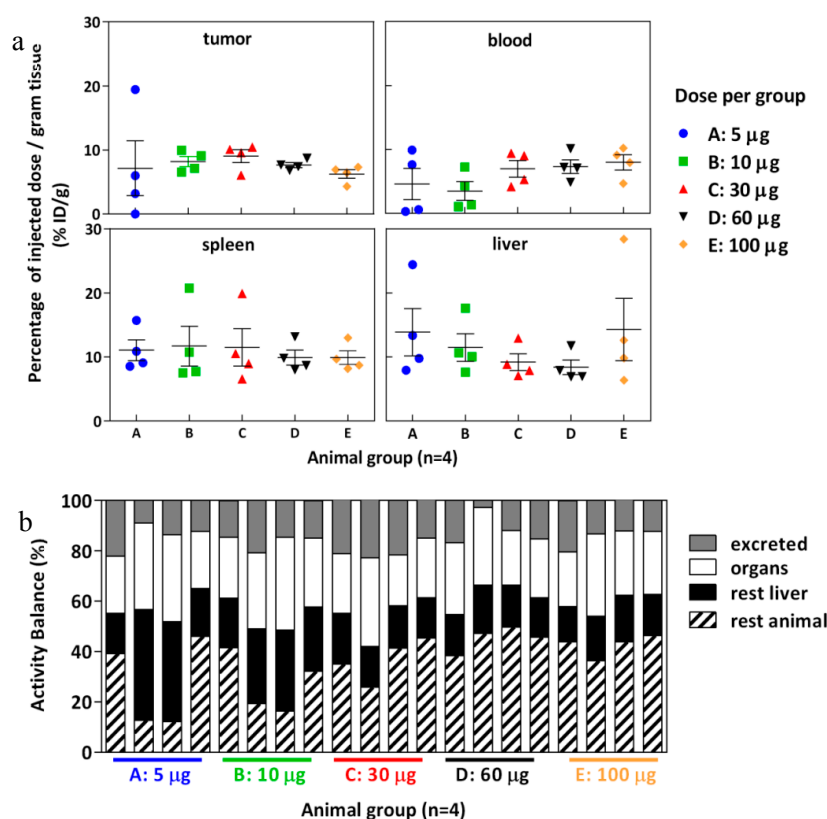 a
30
tumor
blood
20
10
0
Percentage of injected dose / gram tissue
(% ID/g)
Dose per group
A: 5 µg
B: 10 µg
C: 30 µg
D: 60 µg
E: 100 µg
30
spleen
liver
20
10
0
A B C D E A B C D E
Animal group (n=4)
b
100
80
60
40
20
0
Activity Balance (%)
excreted
organs
rest liver
rest animal
A: 5 µg B: 10 µg C: 30 µg D: 60 µg E: 100 µg
Animal group (n=4)